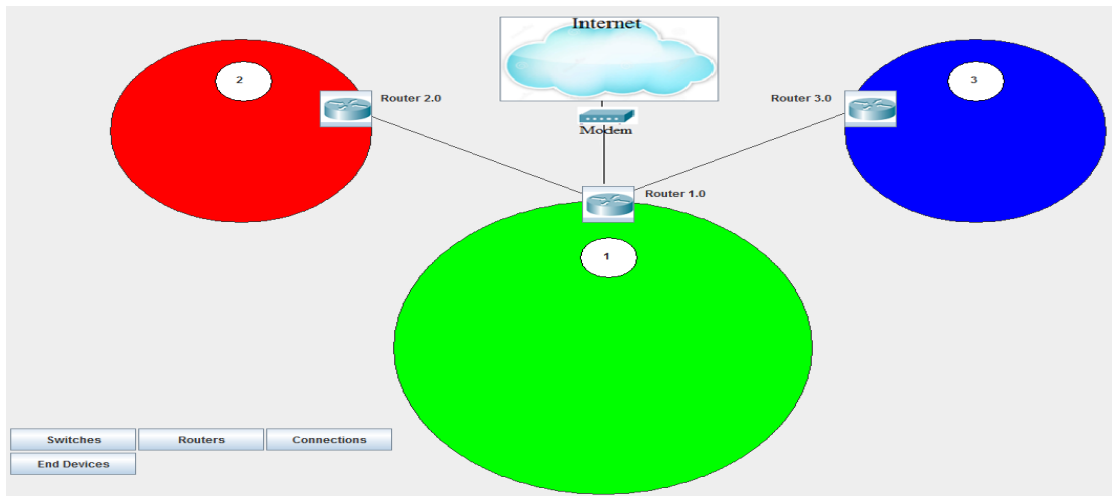 Internet
2
3
Router 2.0
Router 3.0
Modem
Router 1.0
1
Switches
Routers
Connections
End Devices